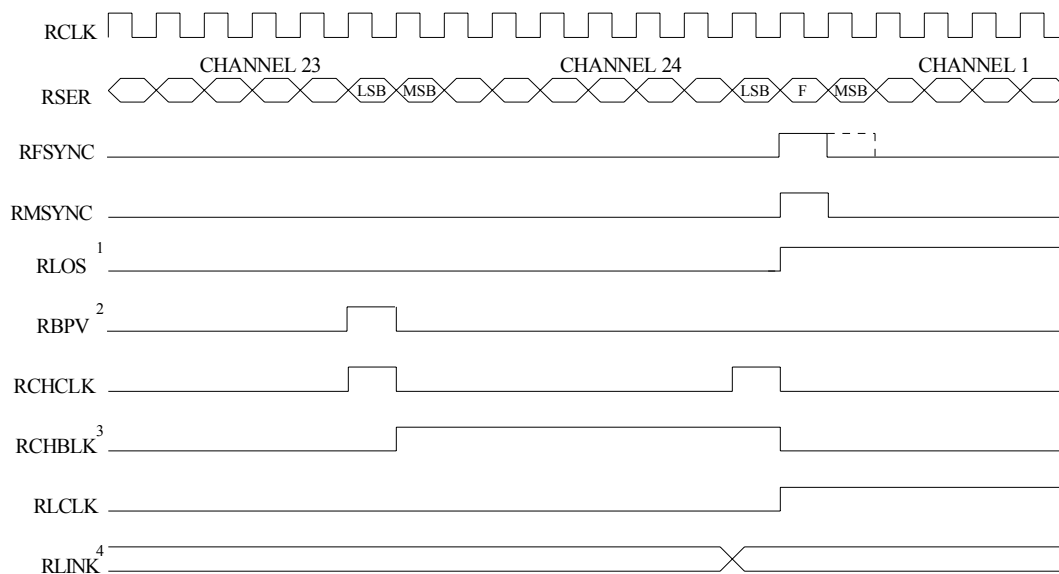 RCLK
CHANNEL 23 CHANNEL 24 CHANNEL 1
RSER LSB MSB LSB F MSB
RFSYNC
RMSYNC
RLOS 1
RBPV 2
RCHCLK
RCHBLK 3
RLCLK
RLINK 4